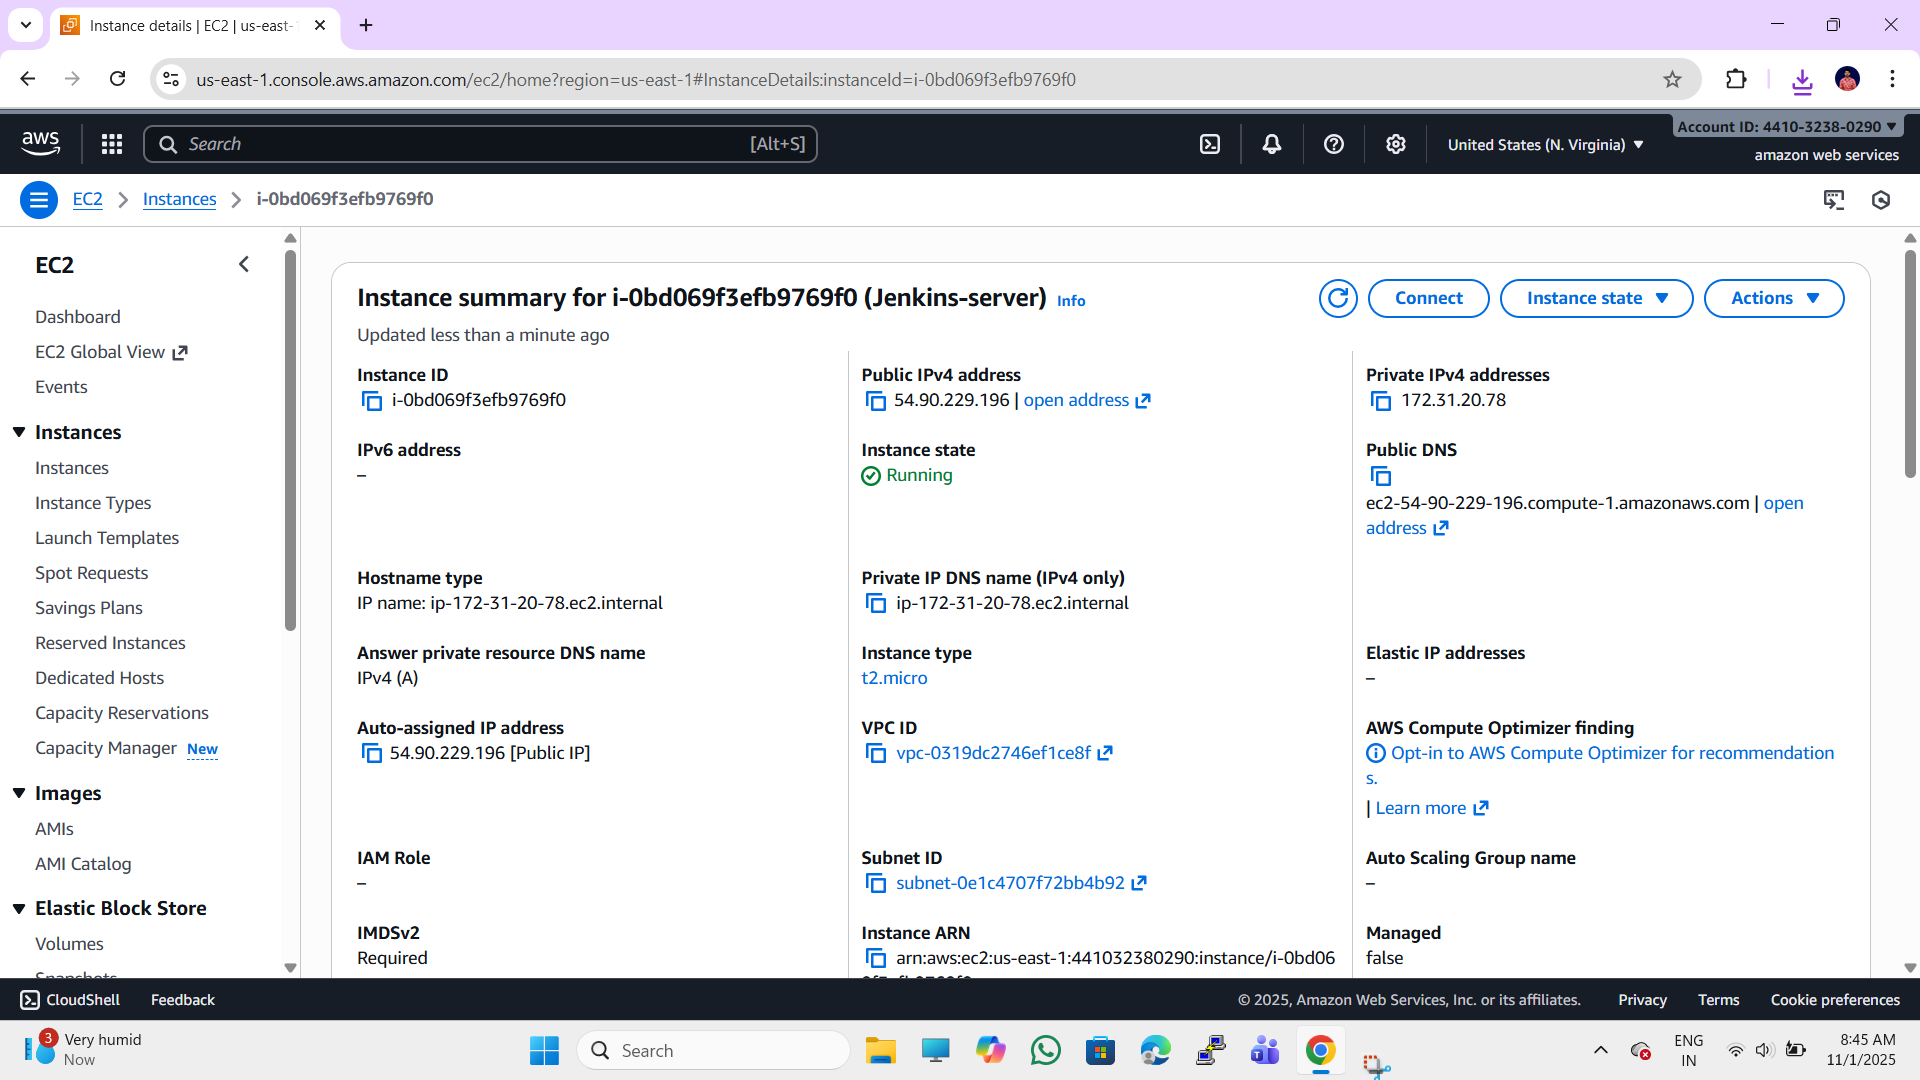 Instance details | EC2 | us-east-
us-east-1.console.aws.amazon.com/ec2/home?region=us-east-1#InstanceDetails:instanceId=i-0bd069f3efb9769f0
aws
Search [Alt+S]
United States (N. Virginia)
Account ID: 4410-3238-0290
amazon web services
EC2 > Instances > i-0bd069f3efb9769f0
EC2
Dashboard
EC2 Global View
Events
Instances
Instances
Instance Types
Launch Templates
Spot Requests
Savings Plans
Reserved Instances
Dedicated Hosts
Capacity Reservations
Capacity Manager New
Images
AMIs
AMI Catalog
Elastic Block Store
Volumes
Snapshots
Instance summary for i-0bd069f3efb9769f0 (Jenkins-server) Info
Updated less than a minute ago
Connect
Instance state
Actions
Instance ID
i-0bd069f3efb9769f0
Public IPv4 address
54.90.229.196 | open address
Private IPv4 addresses
172.31.20.78
IPv6 address
–
Instance state
Running
Public DNS
ec2-54-90-229-196.compute-1.amazonaws.com | open
address
Hostname type
IP name: ip-172-31-20-78.ec2.internal
Private IP DNS name (IPv4 only)
ip-172-31-20-78.ec2.internal
Answer private resource DNS name
IPv4 (A)
Instance type
t2.micro
Elastic IP addresses
–
Auto-assigned IP address
54.90.229.196 [Public IP]
VPC ID
vpc-0319dc2746ef1ce8f
AWS Compute Optimizer finding
Opt-in to AWS Compute Optimizer for recommendation
s.
| Learn more
IAM Role
–
Subnet ID
subnet-0e1c4707f72bb4b92
Auto Scaling Group name
–
IMDSv2
Required
Instance ARN
arn:aws:ec2:us-east-1:441032380290:instance/i-0bd06
9f3efb9769f0
Managed
false
CloudShell
Feedback
© 2025, Amazon Web Services, Inc. or its affiliates.
Privacy
Terms
Cookie preferences
3
Very humid
Now
Search
ENG
IN
8:45 AM
11/1/2025